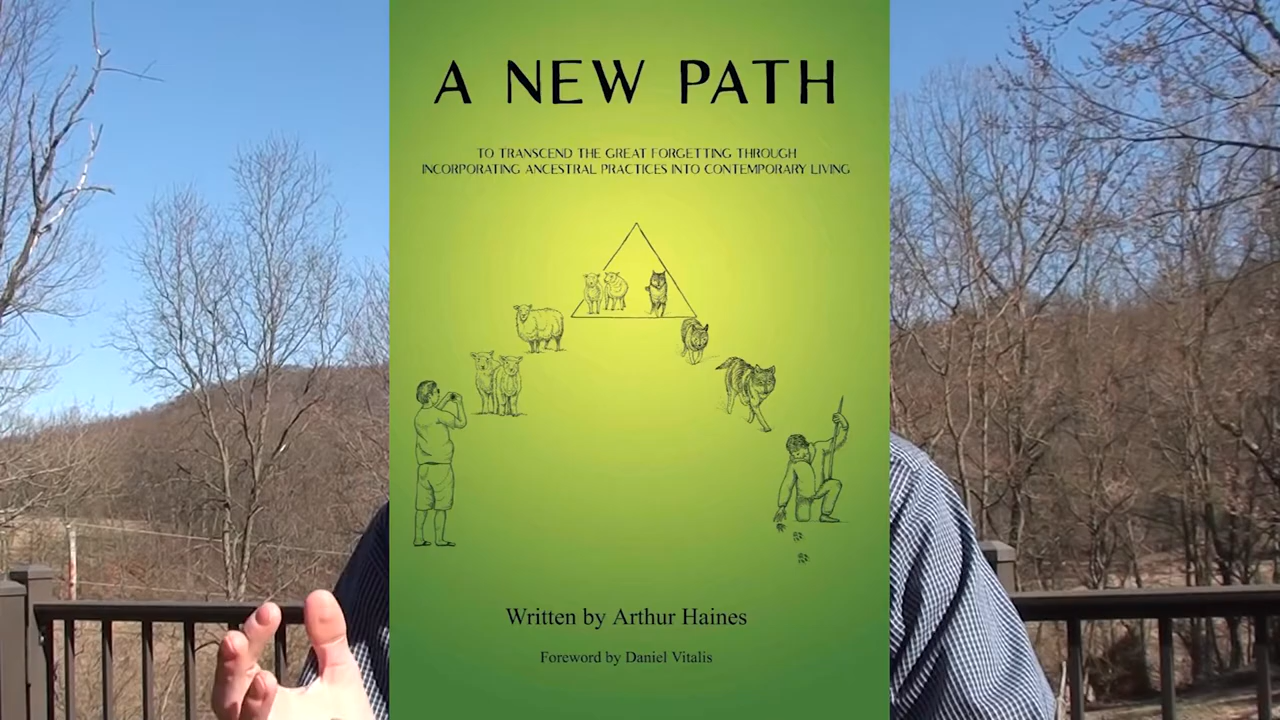 A NEW PATH
TO TRANSCEND THE GREAT FORGETTING THROUGH
INCORPORATING ANCESTRAL PRACTICES INTO CONTEMPORARY LIVING
Written by Arthur Haines
Foreword by Daniel Vitalis